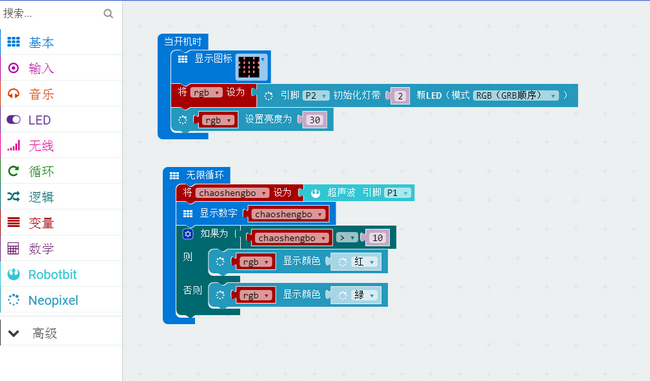 搜索...
基本
输入
音乐
LED
无线
循环
逻辑
变量
数学
Robotbit
Neopixel
高级
当开机时
显示图标
将 rgb 设为 引脚 P2 初始化灯带 2 颗LED（模式 RGB（GRB顺序） ）
rgb 设置亮度为 30
无限循环
将 chaoshengbo 设为 超声波 引脚 P1
显示数字 chaoshengbo
如果为 ( chaoshengbo > 10
则 rgb 显示颜色 红
否则 rgb 显示颜色 绿